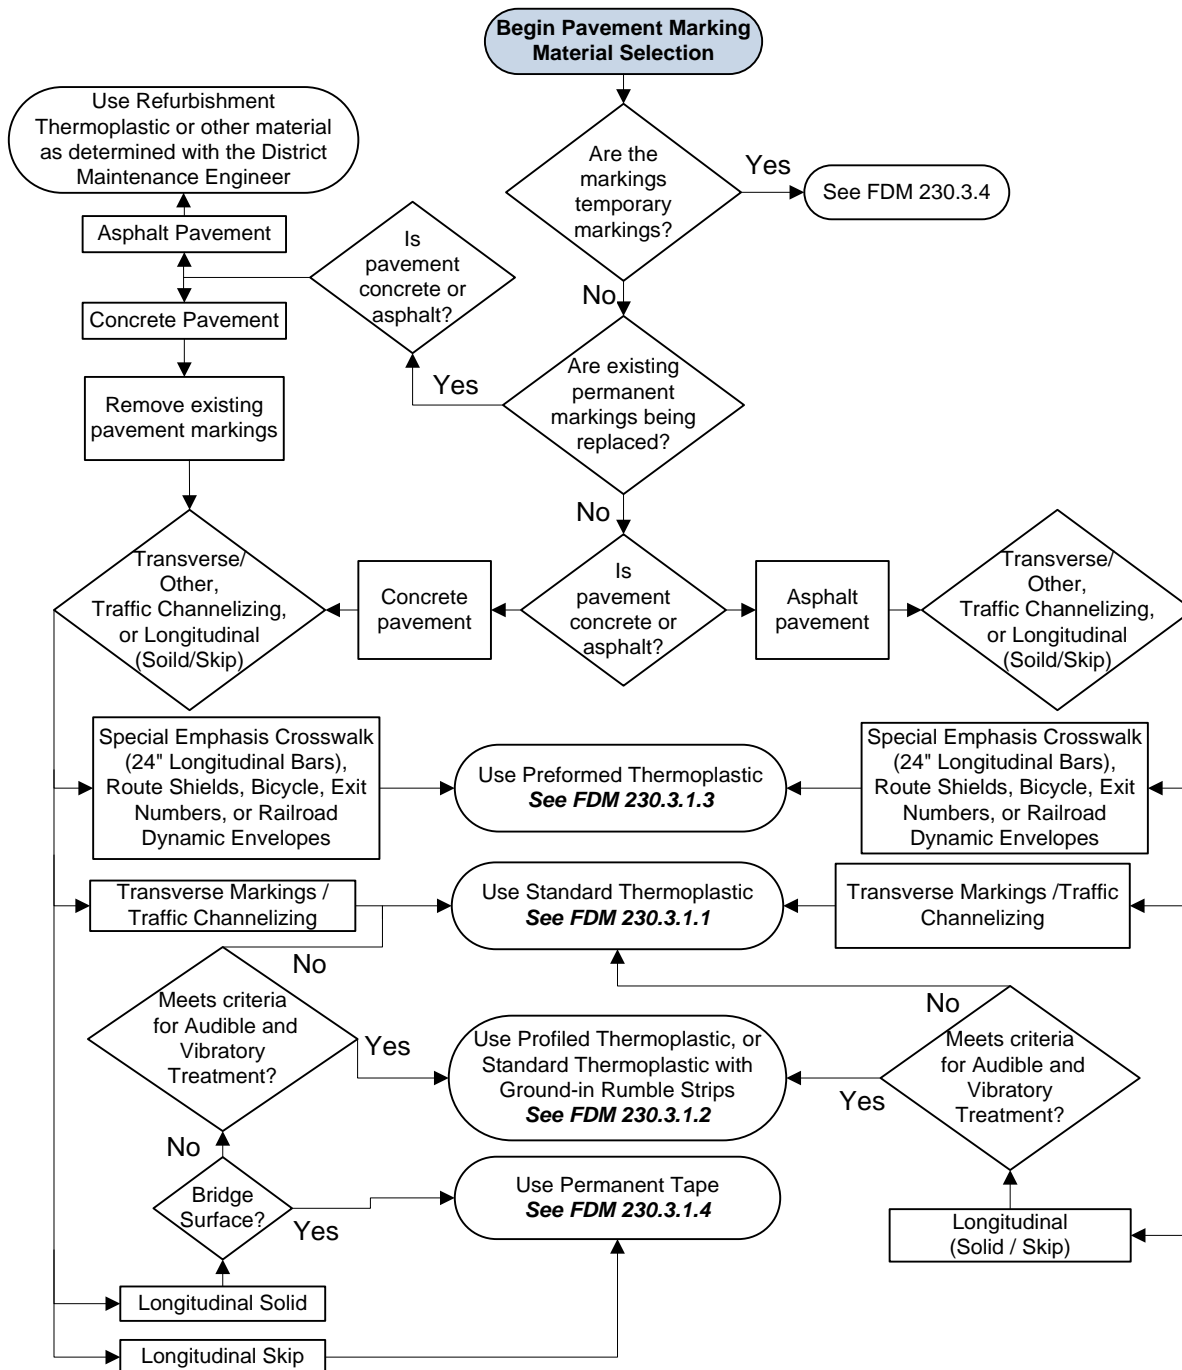 Begin Pavement Marking
Material Selection
Use Refurbishment
Thermoplastic or other material
as determined with the District
Maintenance Engineer
Are the
markings
temporary
markings?
Yes
See FDM 230.3.4
Asphalt Pavement
Is
pavement
concrete or
asphalt?
No
Concrete Pavement
Are existing
permanent
markings being
replaced?
Yes
Remove existing
pavement markings
No
Transverse/
Other,
Traffic Channelizing,
or Longitudinal
(Soild/Skip)
Concrete
pavement
Is
pavement
concrete or
asphalt?
Asphalt
pavement
Transverse/
Other,
Traffic Channelizing,
or Longitudinal
(Soild/Skip)
Special Emphasis Crosswalk
(24" Longitudinal Bars),
Route Shields, Bicycle, Exit
Numbers, or Railroad
Dynamic Envelopes
Use Preformed Thermoplastic
See FDM 230.3.1.3
Special Emphasis Crosswalk
(24" Longitudinal Bars),
Route Shields, Bicycle, Exit
Numbers, or Railroad
Dynamic Envelopes
Transverse Markings /
Traffic Channelizing
Use Standard Thermoplastic
See FDM 230.3.1.1
Transverse Markings /Traffic
Channelizing
No
Meets criteria
for Audible and
Vibratory
Treatment?
Yes
Use Profiled Thermoplastic, or
Standard Thermoplastic with
Ground-in Rumble Strips
See FDM 230.3.1.2
No
Meets criteria
for Audible and
Vibratory
Treatment?
Yes
No
Bridge
Surface?
Yes
Use Permanent Tape
See FDM 230.3.1.4
Longitudinal
(Solid / Skip)
Longitudinal Solid
Longitudinal Skip